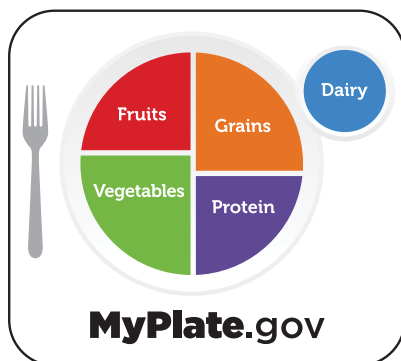 Fruits
Grains
Dairy
Vegetables
Protein
MyPlate.gov